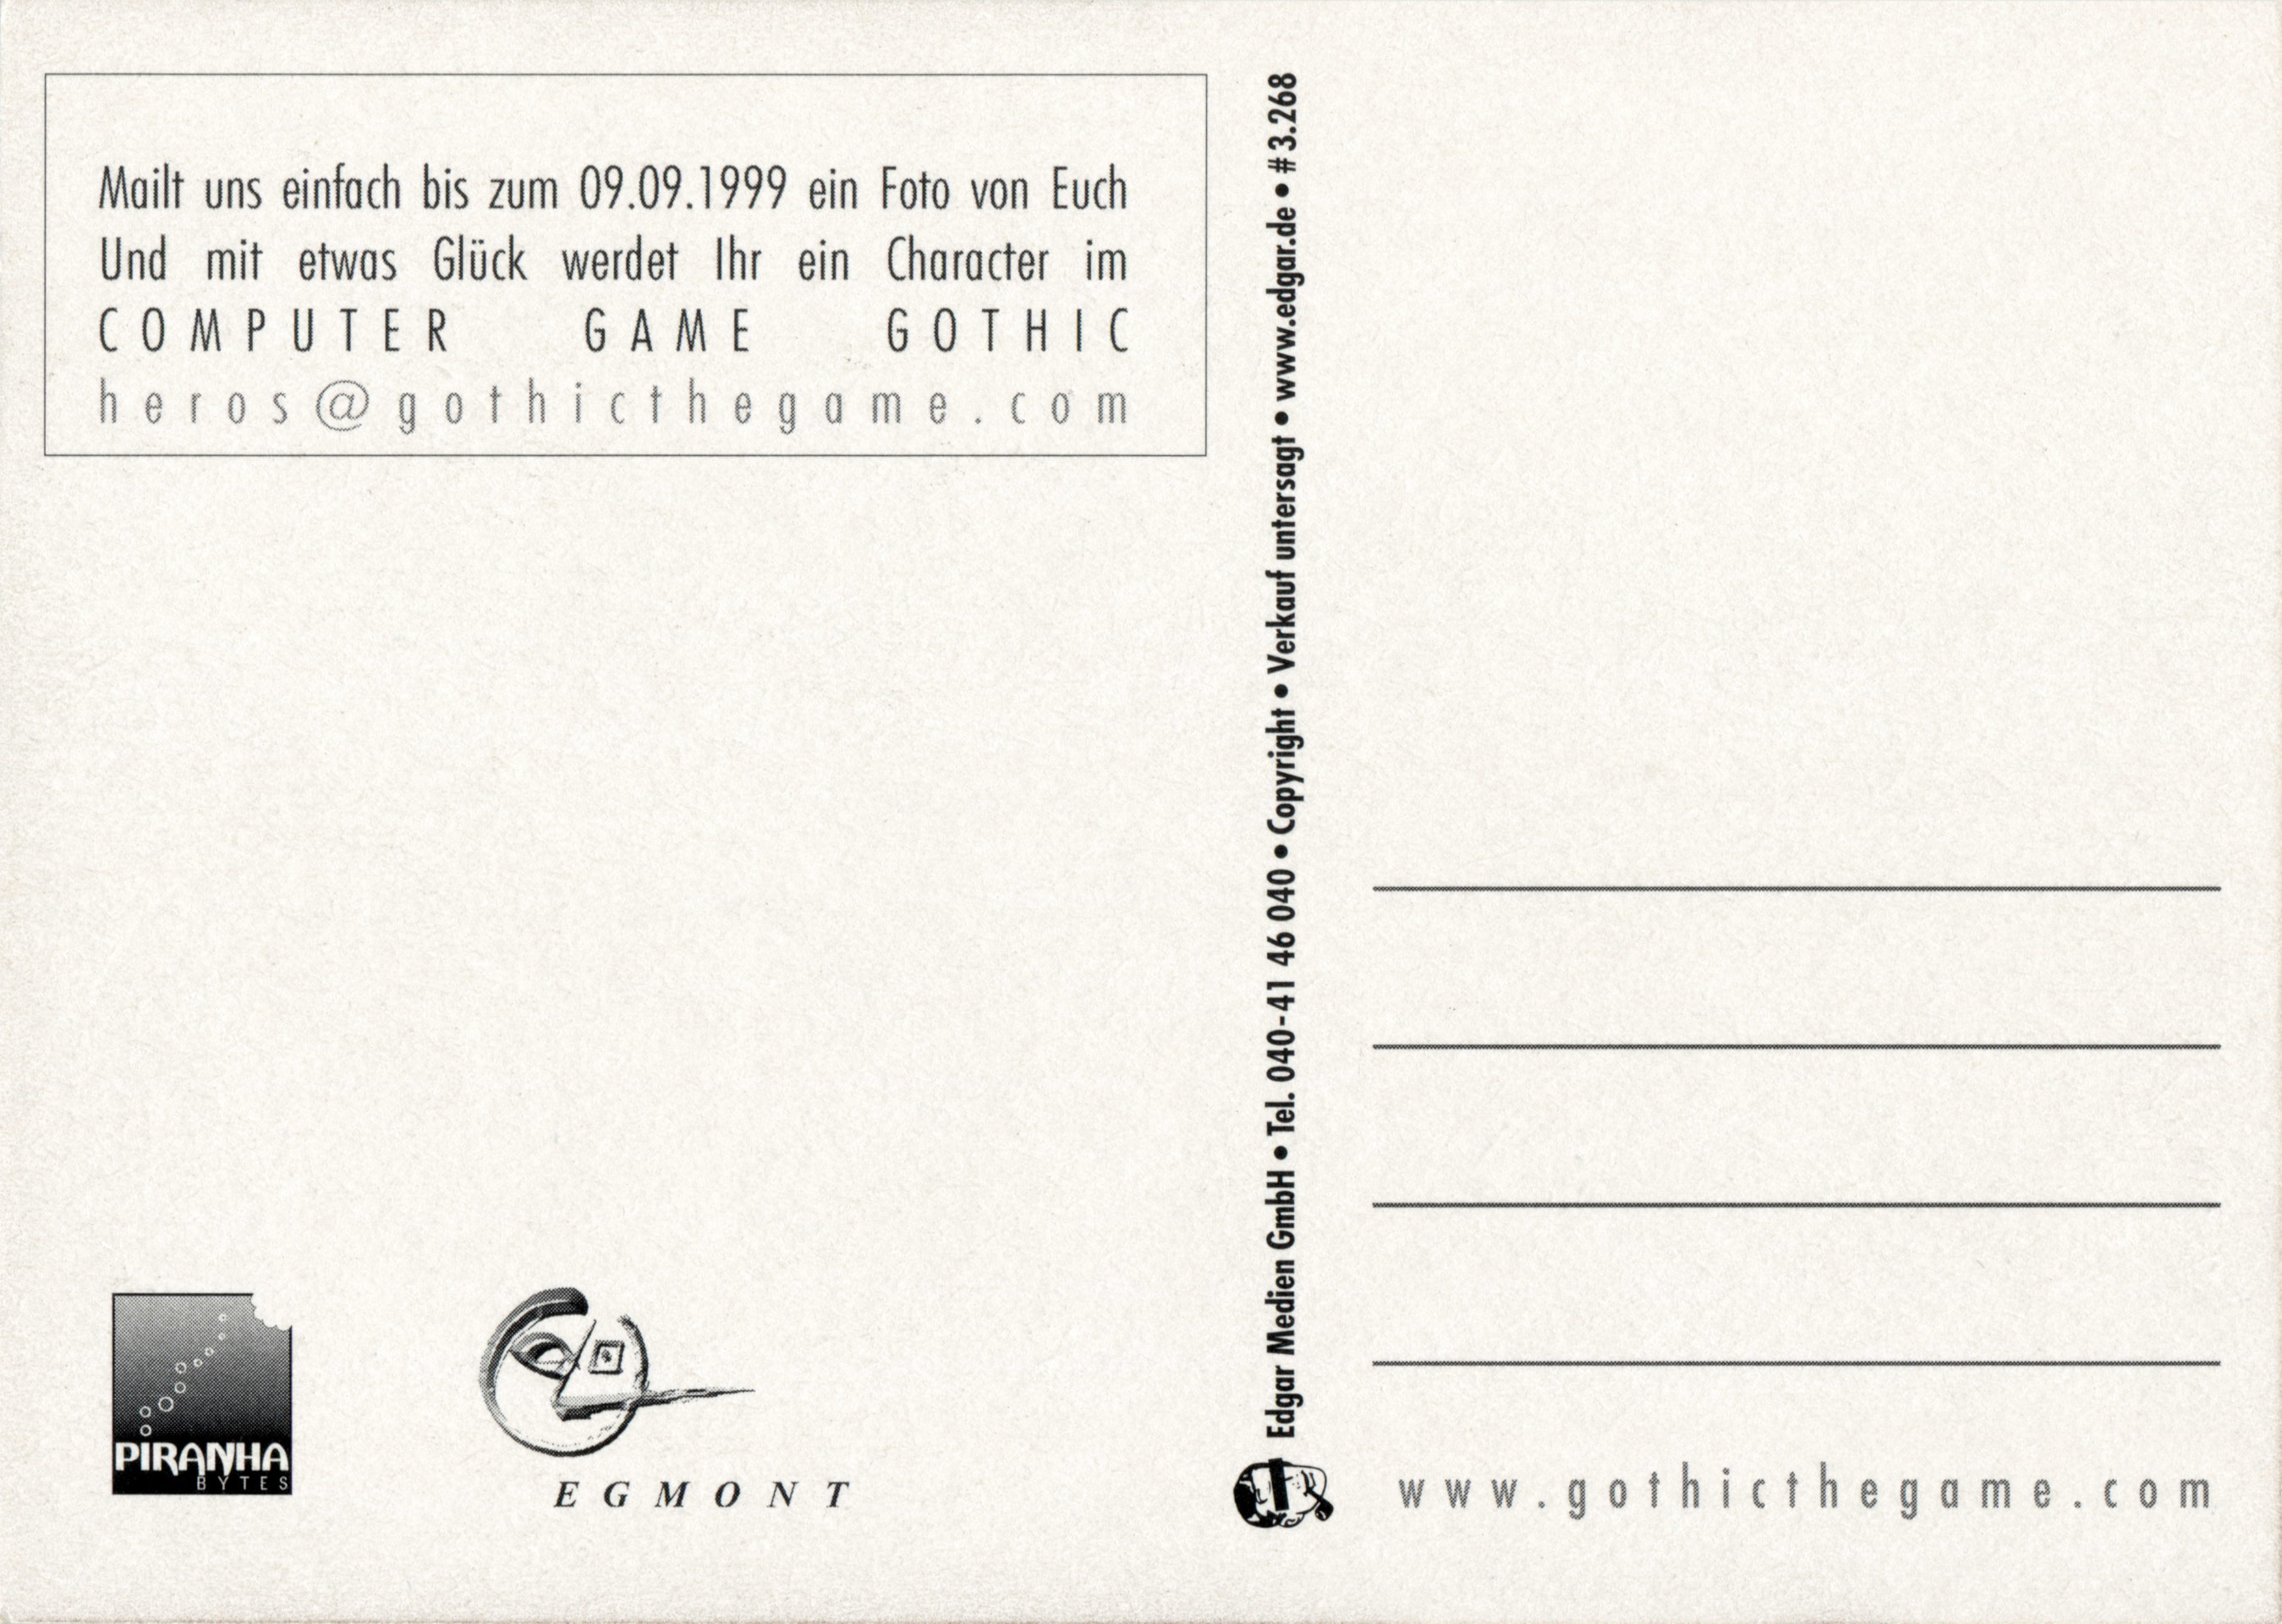 Mailt uns einfach bis zum 09.09.1999 ein Foto von Euch
Und mit etwas Glück werdet Ihr ein Character im
COMPUTER GAME GOTHIC
heros@gothicthegame.com
PIRANHA
BYTES
EGMONT
Edgar Medien GmbH • Tel. 040-41 46 040 • Copyright • Verkauf untersagt • www.edgar.de • # 3.268
www.gothicthegame.com